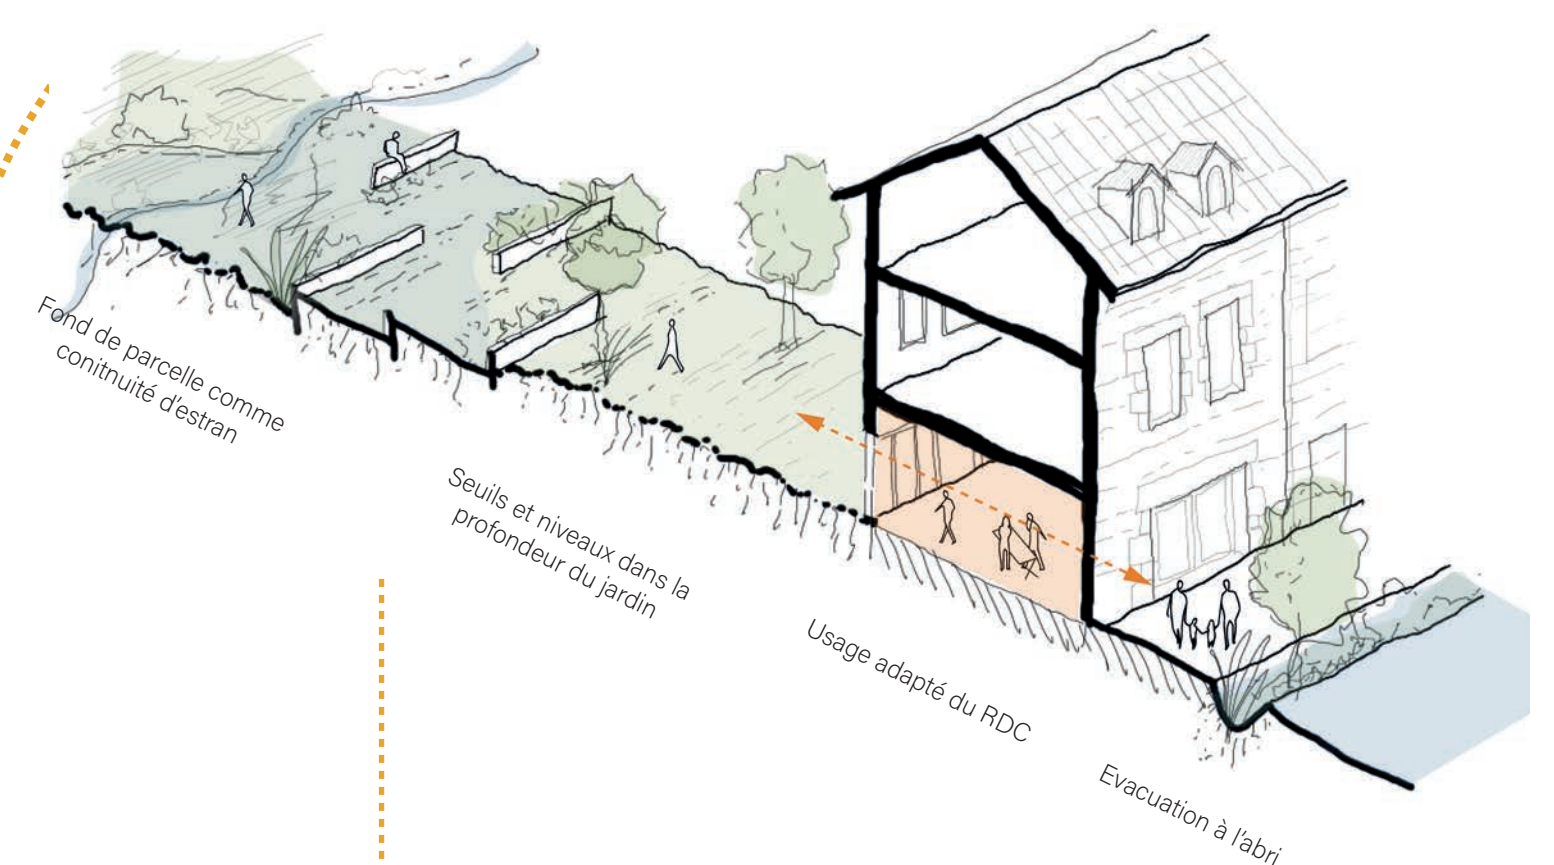 Fond de parcelle comme
conitnuité d'estran
Seuils et niveaux dans la
profondeur du jardin
Usage adapté du RDC
Evacuation à l'abri